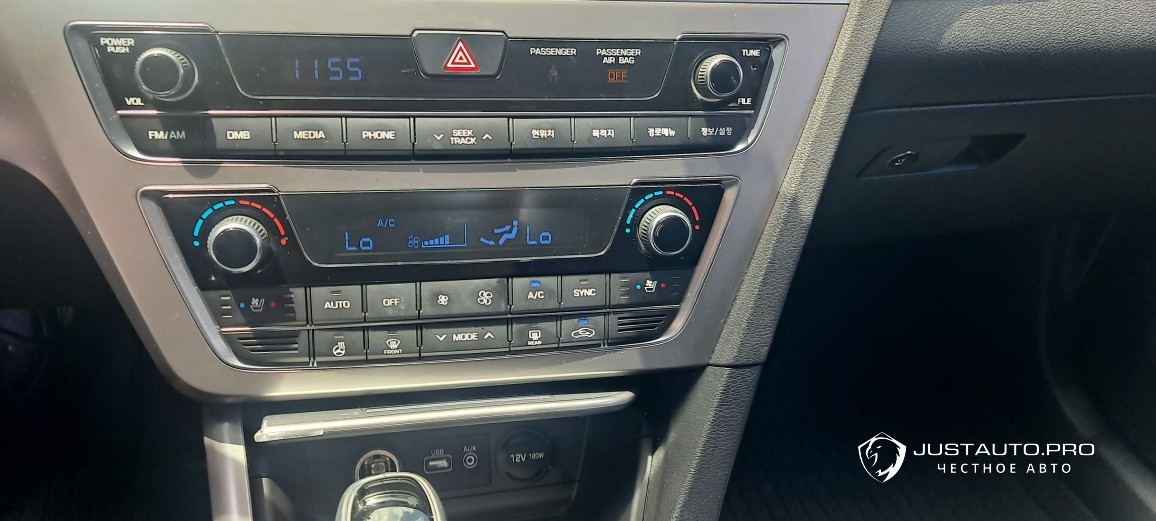 POWER
PUSH
VOL
1155
PASSENGER
PASSENGER
AIR BAG
OFF
TUNE
FILE
FM/AM
DMB
MEDIA
PHONE
SEEK
TRACK
현위치
목적지
경로메뉴
정보/설정
A/C
Lo
Lo
AUTO
OFF
A/C
SYNC
FRONT
MODE
REAR
USB
AUX
12V 180W
JUSTAUTO.PRO
ЧЕСТНОЕ АВТО